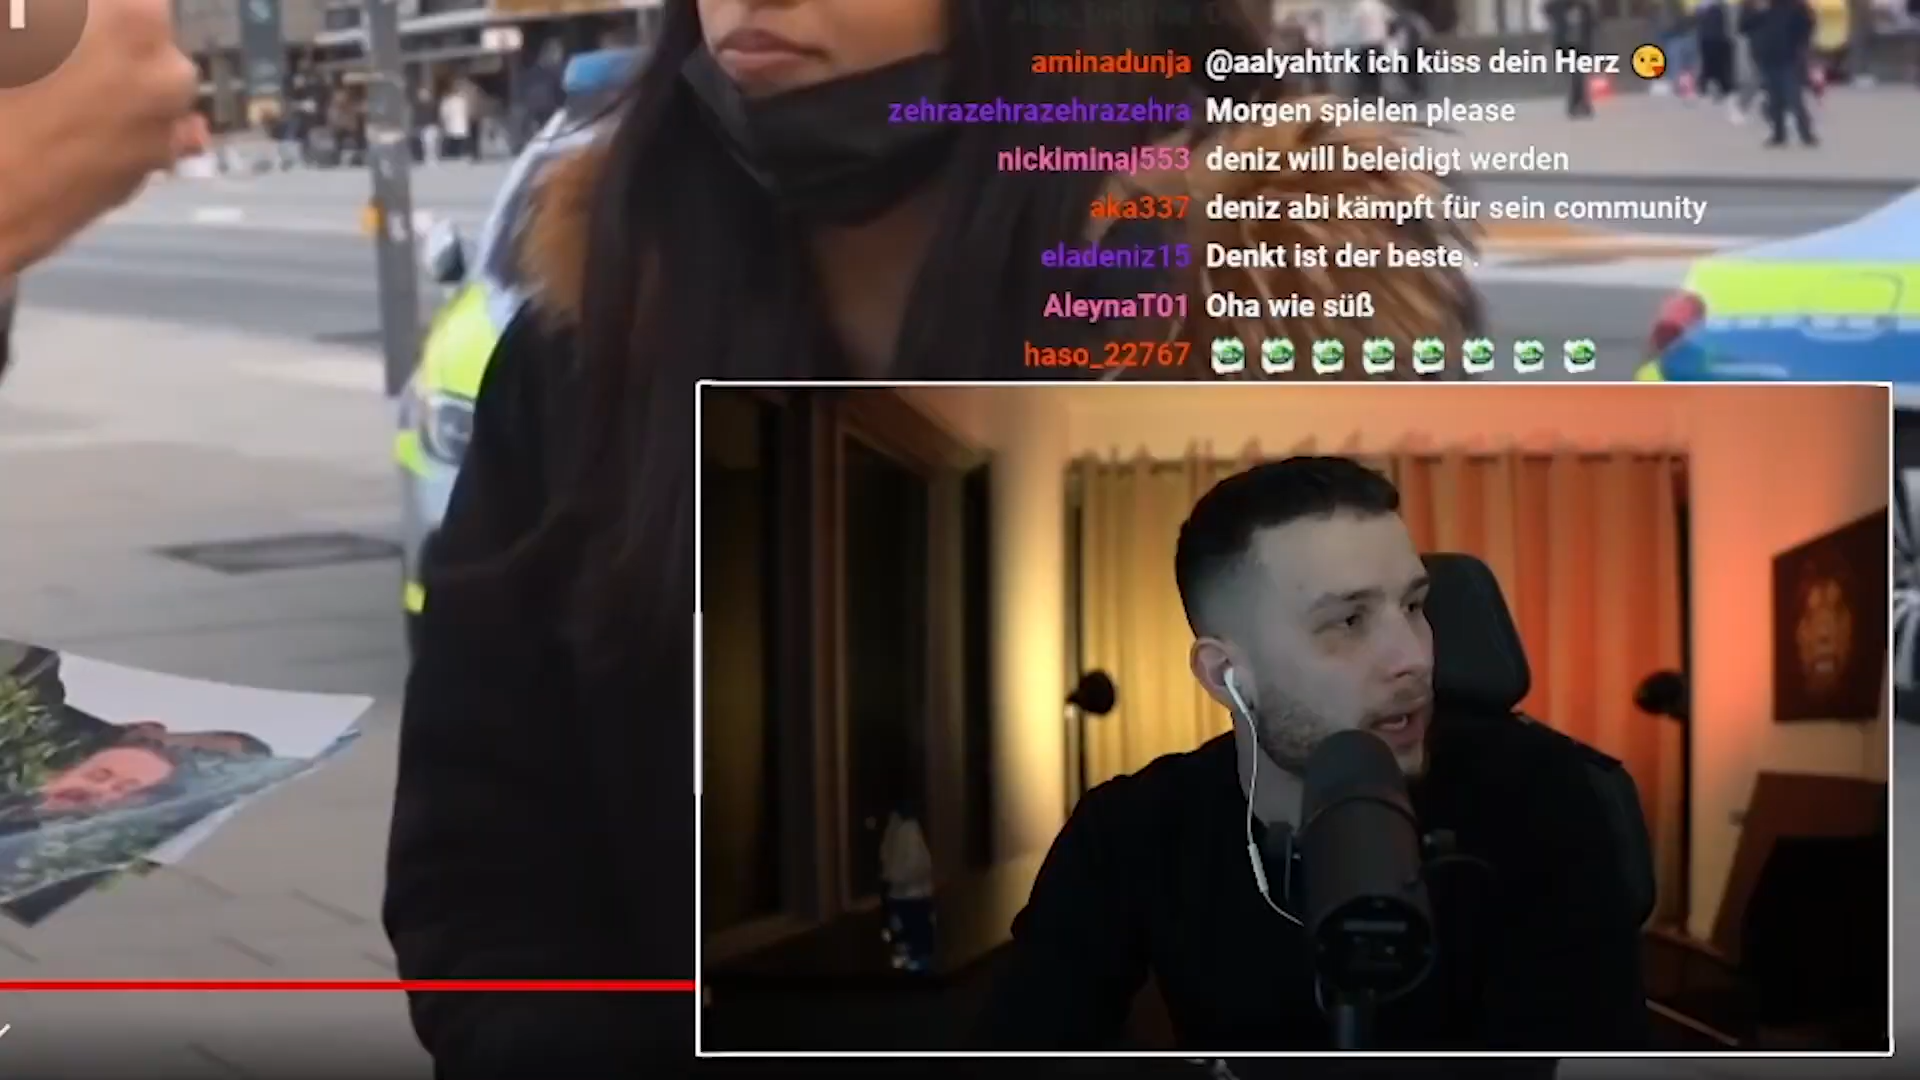 aminadunja @aalyahtrk ich küss dein Herz 😘
zehrazehrazehrazehra Morgen spielen please
nickiminaj553 deniz will beleidigt werden
aka337 deniz abi kämpft für sein community
eladeniz15 Denkt ist der beste .
AleynaT01 Oha wie süß
haso_22767